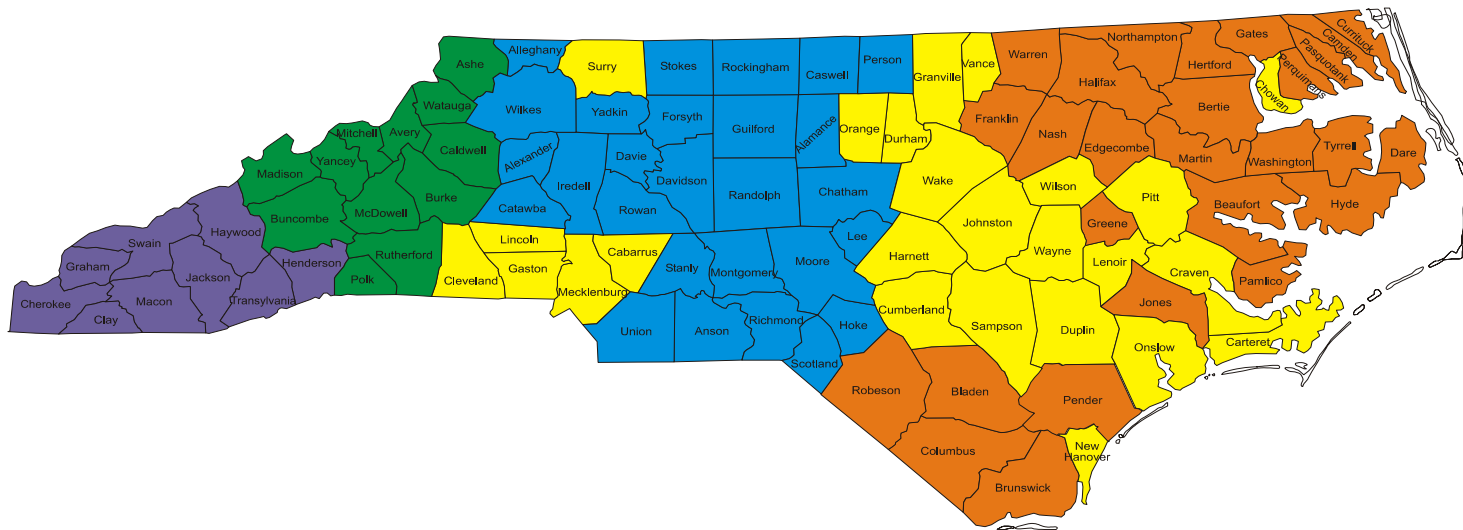 Alleghany
Ashe
Surry
Stokes
Rockingham
Caswell
Person
Granville
Vance
Warren
Northampton
Gates
Currituck
Camden
Pasquotank
Perquimans
Chowan
Hertford
Halifax
Bertie
Watauga
Wilkes
Yadkin
Forsyth
Guilford
Alamance
Orange
Durham
Franklin
Nash
Edgecombe
Martin
Washington
Tyrrell
Dare
Mitchell
Avery
Yancey
Caldwell
Alexander
Iredell
Davie
Davidson
Randolph
Chatham
Wake
Wilson
Pitt
Beaufort
Hyde
Madison
Buncombe
McDowell
Burke
Catawba
Rowan
Johnston
Greene
Wayne
Lenoir
Craven
Pamlico
Swain
Haywood
Henderson
Rutherford
Polk
Cleveland
Lincoln
Gaston
Mecklenburg
Cabarrus
Stanly
Montgomery
Moore
Lee
Harnett
Graham
Jackson
Cherokee
Macon
Clay
Transylvania
Union
Anson
Richmond
Scotland
Hoke
Cumberland
Sampson
Duplin
Jones
Onslow
Carteret
Robeson
Bladen
Pender
Columbus
Brunswick
New
Hanover